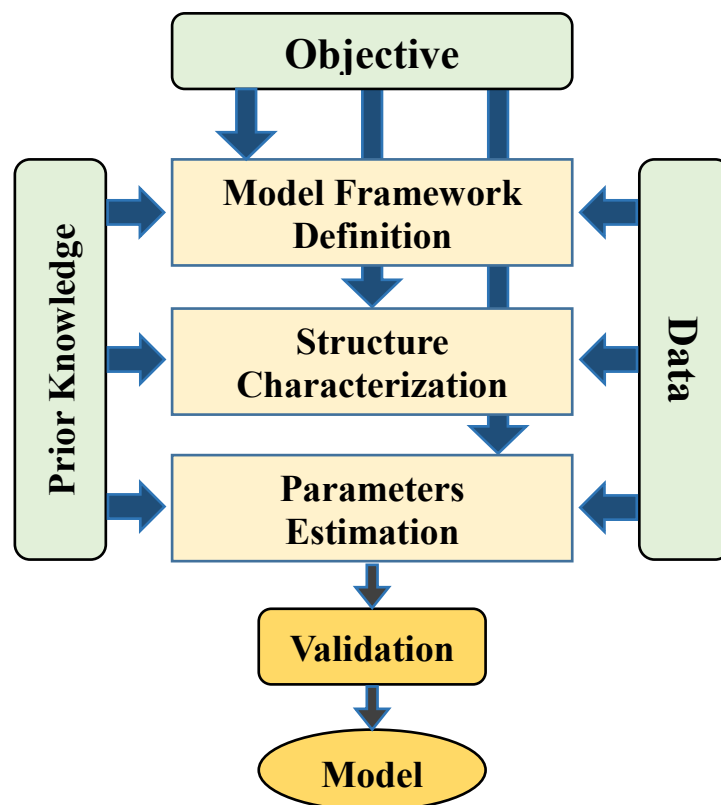 Objective
Model Framework
Definition
Prior Knowledge
Data
Structure
Characterization
Parameters
Estimation
Validation
Model